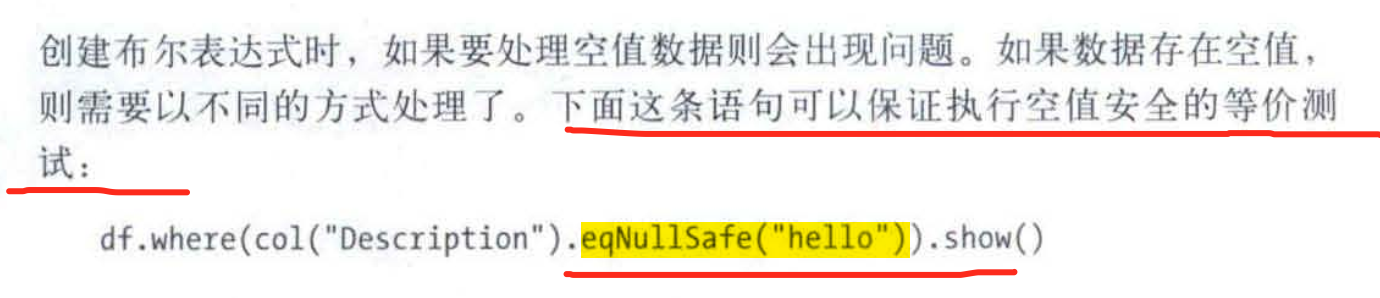 创建布尔表达式时，如果要处理空值数据则会出现问题。如果数据存在空值，
则需要以不同的方式处理了。下面这条语句可以保证执行空值安全的等价测
试：
df.where(col("Description").eqNullSafe("hello")).show()